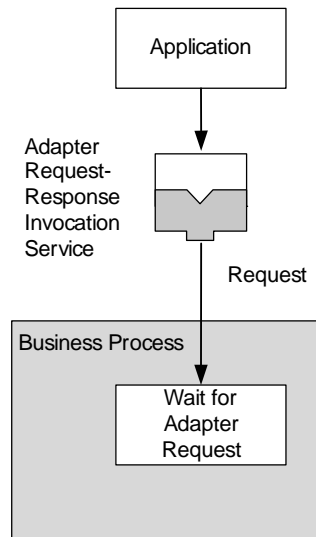 Application
Adapter
Request-
Response
Invocation
Service
Request
Business Process
Wait for
Adapter
Request